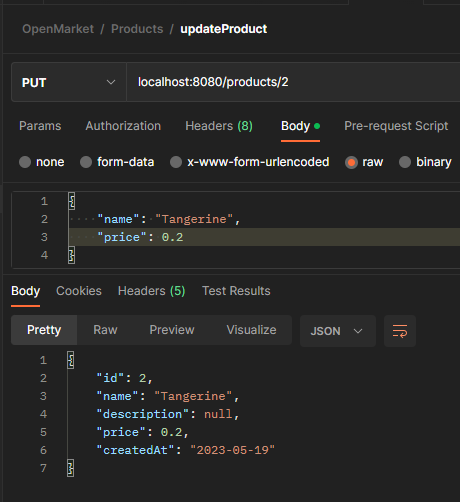 OpenMarket / Products / updateProduct
PUT localhost:8080/products/2
Params Authorization Headers (8) Body Pre-request Script
none form-data x-www-form-urlencoded raw binary
1 {
2 "name": "Tangerine",
3 "price": 0.2
4 }
Body Cookies Headers (5) Test Results
Pretty Raw Preview Visualize JSON
1 {
2 "id": 2,
3 "name": "Tangerine",
4 "description": null,
5 "price": 0.2,
6 "createdAt": "2023-05-19"
7 }